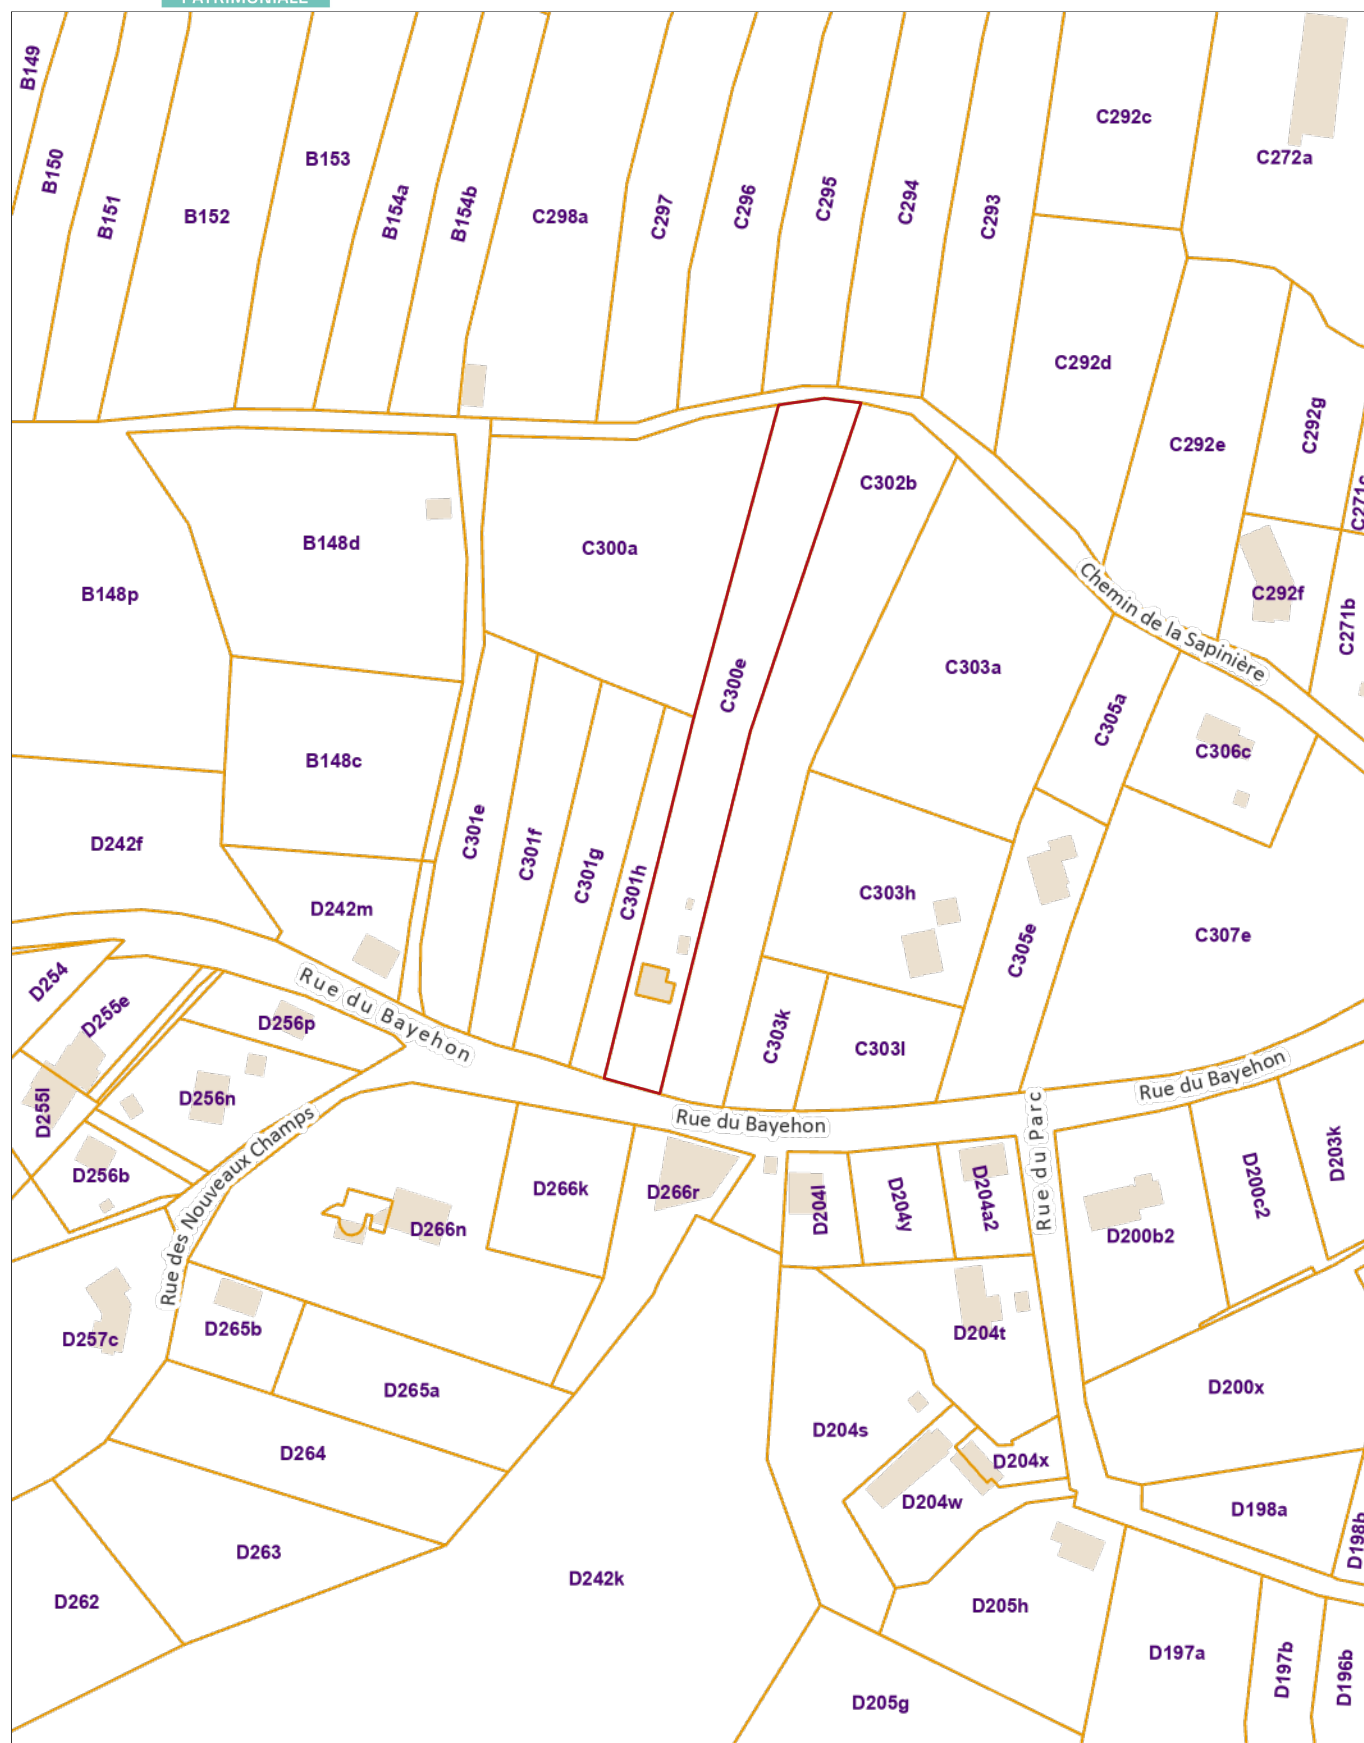 PATRIMONIALE
B149
B150
B151
B152
B153
B154a
B154b
C298a
C297
C296
C295
C294
C293
C292c
C272a
C292d
C292e
C292g
C271c
C302b
B148d
C300a
B148p
C292f
C271b
Chemin de la Sapinière
C300e
C303a
C305a
C306c
B148c
D242f
C301e
C301f
C301g
C301h
C303h
D242m
C305e
C307e
D254
D255e
Rue du Bayehon
D256p
C303k
C303l
Rue du Bayehon
D255l
D256n
Rue du Bayehon
Rue du Parc
D256b
Rue des Nouveaux Champs
D266k
D266r
D204l
D204y
D204a2
D200c2
D203k
D266n
D200b2
D257c
D265b
D204t
D265a
D200x
D264
D204s
D204x
D204w
D198a
D198b
D263
D242k
D262
D205h
D197a
D197b
D196b
D205g